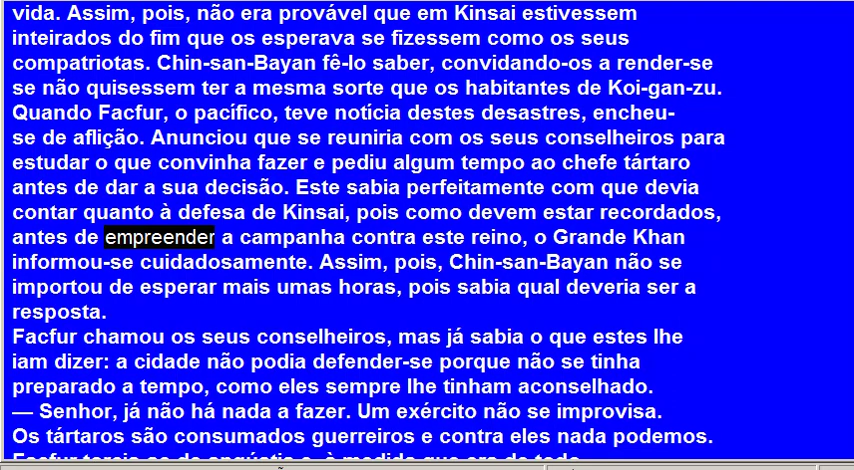 vida. Assim, pois, não era provável que em Kinsai estivessem
inteirados do fim que os esperava se fizessem como os seus
compatriotas. Chin-san-Bayan fê-lo saber, convidando-os a render-se
se não quisessem ter a mesma sorte que os habitantes de Koi-gan-zu.
Quando Facfur, o pacífico, teve notícia destes desastres, encheu-
se de aflição. Anunciou que se reuniria com os seus conselheiros para
estudar o que convinha fazer e pediu algum tempo ao chefe tártaro
antes de dar a sua decisão. Este sabia perfeitamente com que devia
contar quanto à defesa de Kinsai, pois como devem estar recordados,
antes de empreender a campanha contra este reino, o Grande Khan
informou-se cuidadosamente. Assim, pois, Chin-san-Bayan não se
importou de esperar mais umas horas, pois sabia qual deveria ser a
resposta.
Facfur chamou os seus conselheiros, mas já sabia o que estes lhe
iam dizer: a cidade não podia defender-se porque não se tinha
preparado a tempo, como eles sempre lhe tinham aconselhado.
— Senhor, já não há nada a fazer. Um exército não se improvisa.
Os tártaros são consumados guerreiros e contra eles nada podemos.